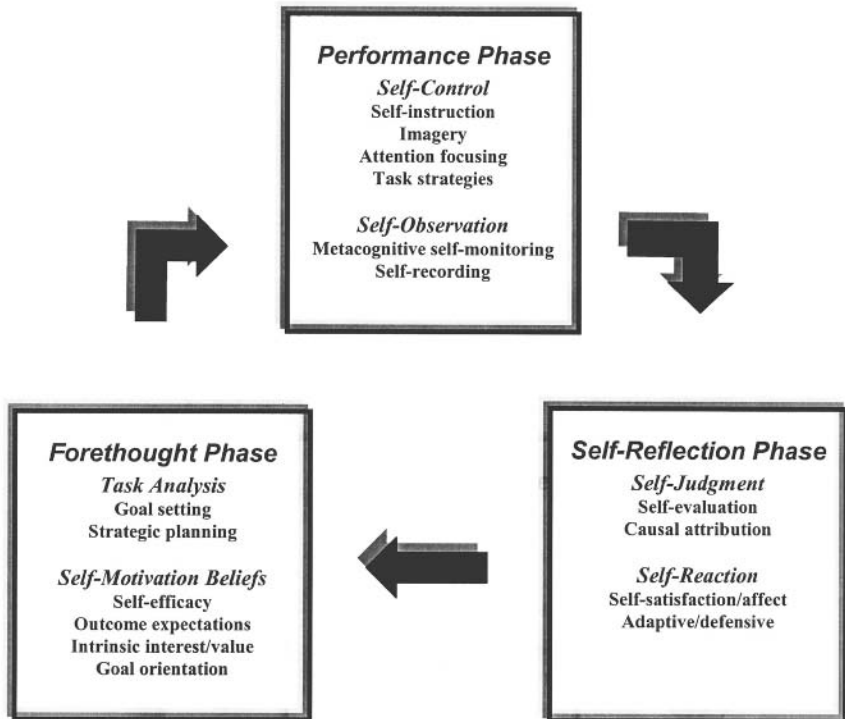 Performance Phase
Self-Control
Self-instruction
Imagery
Attention focusing
Task strategies
Self-Observation
Metacognitive self-monitoring
Self-recording
Forethought Phase
Task Analysis
Goal setting
Strategic planning
Self-Motivation Beliefs
Self-efficacy
Outcome expectations
Intrinsic interest/value
Goal orientation
Self-Reflection Phase
Self-Judgment
Self-evaluation
Causal attribution
Self-Reaction
Self-satisfaction/affect
Adaptive/defensive